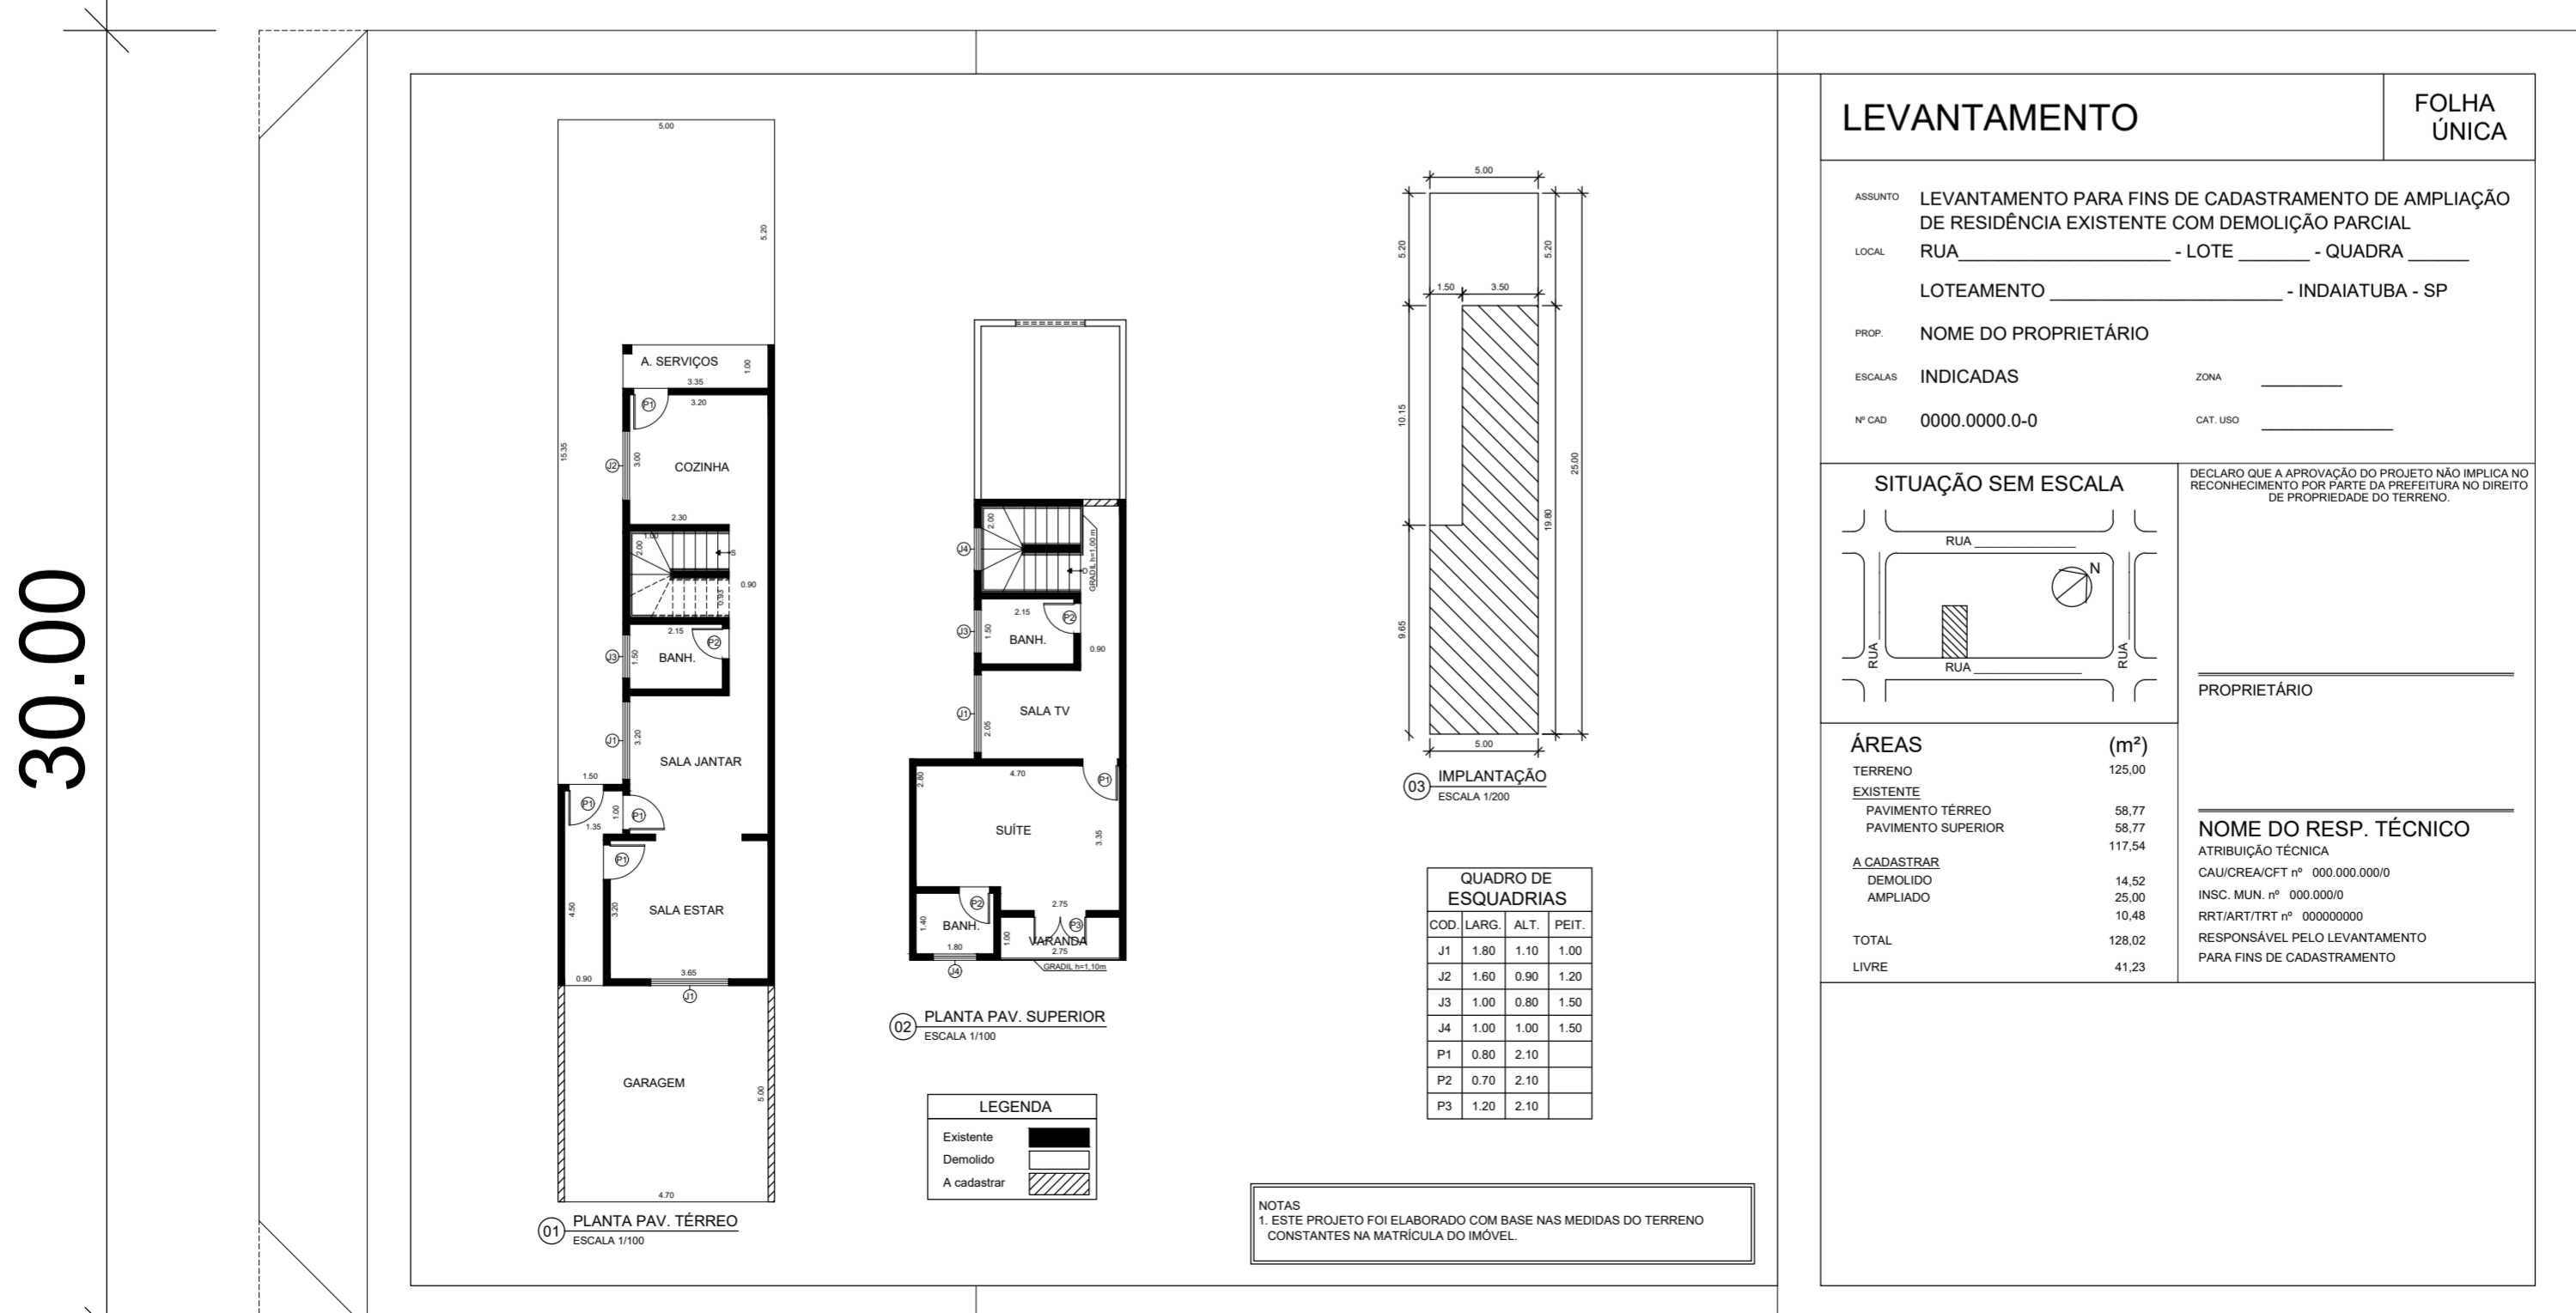 30.00
5.00
5.20
A. SERVIÇOS
1.00
3.35
P1
3.20
15.35
J2
3.00
COZINHA
2.30
1.00
2.00
S
0.90
0.93
2.15
P2
J3
1.50
BANH.
J1
3.20
SALA JANTAR
1.50
P1
1.00
P1
1.35
P1
4.50
3.20
SALA ESTAR
0.90
3.65
J1
GARAGEM
5.00
4.70
01
PLANTA PAV. TÉRREO
ESCALA 1/100
2.00
J4
D
GRADIL h=1,00 m
2.15
P2
J3
1.50
BANH.
0.90
J1
2.05
SALA TV
2.80
4.70
P1
SUÍTE
3.35
P2
2.75
1.40
BANH.
P3
1.00
VARANDA
1.80
2.75
J4
GRADIL h=1,10m
02
PLANTA PAV. SUPERIOR
ESCALA 1/100
LEGENDA
Existente
Demolido
A cadastrar
5.00
5.20
5.20
1.50
3.50
10.15
25.00
19.80
9.65
5.00
03
IMPLANTAÇÃO
ESCALA 1/200
QUADRO DE
ESQUADRIAS
COD. LARG. ALT. PEIT.
J1 1.80 1.10 1.00
J2 1.60 0.90 1.20
J3 1.00 0.80 1.50
J4 1.00 1.00 1.50
P1 0.80 2.10
P2 0.70 2.10
P3 1.20 2.10
NOTAS
1. ESTE PROJETO FOI ELABORADO COM BASE NAS MEDIDAS DO TERRENO
CONSTANTES NA MATRÍCULA DO IMÓVEL.
LEVANTAMENTO
FOLHA
ÚNICA
ASSUNTO LEVANTAMENTO PARA FINS DE CADASTRAMENTO DE AMPLIAÇÃO
DE RESIDÊNCIA EXISTENTE COM DEMOLIÇÃO PARCIAL
LOCAL RUA_____________________ - LOTE _______ - QUADRA ______
LOTEAMENTO _______________________ - INDAIATUBA - SP
PROP. NOME DO PROPRIETÁRIO
ESCALAS INDICADAS ZONA ________
Nº CAD 0000.0000.0-0 CAT. USO _____________
SITUAÇÃO SEM ESCALA
RUA
N
RUA
RUA
RUA
DECLARO QUE A APROVAÇÃO DO PROJETO NÃO IMPLICA NO
RECONHECIMENTO POR PARTE DA PREFEITURA NO DIREITO
DE PROPRIEDADE DO TERRENO.
PROPRIETÁRIO
ÁREAS (m²)
TERRENO 125,00
EXISTENTE
PAVIMENTO TÉRREO 58,77
PAVIMENTO SUPERIOR 58,77
117,54
A CADASTRAR
DEMOLIDO 14,52
AMPLIADO 25,00
10,48
TOTAL 128,02
LIVRE 41,23
NOME DO RESP. TÉCNICO
ATRIBUIÇÃO TÉCNICA
CAU/CREA/CFT nº 000.000.000/0
INSC. MUN. nº 000.000/0
RRT/ART/TRT nº 000000000
RESPONSÁVEL PELO LEVANTAMENTO
PARA FINS DE CADASTRAMENTO